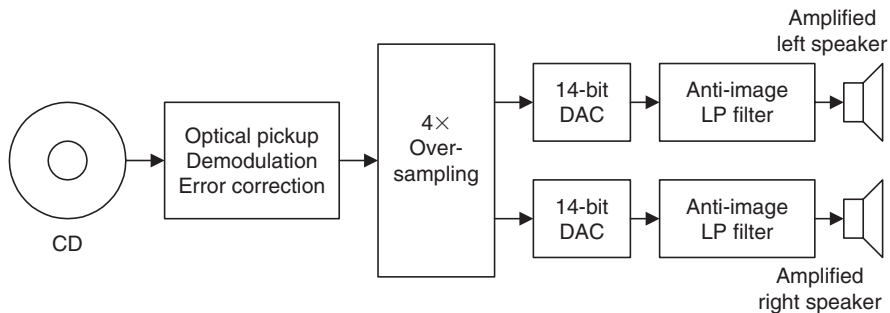 CD
Optical pickup
Demodulation
Error correction
4×
Over-
sampling
14-bit
DAC
Anti-image
LP filter
Amplified
left speaker
14-bit
DAC
Anti-image
LP filter
Amplified
right speaker